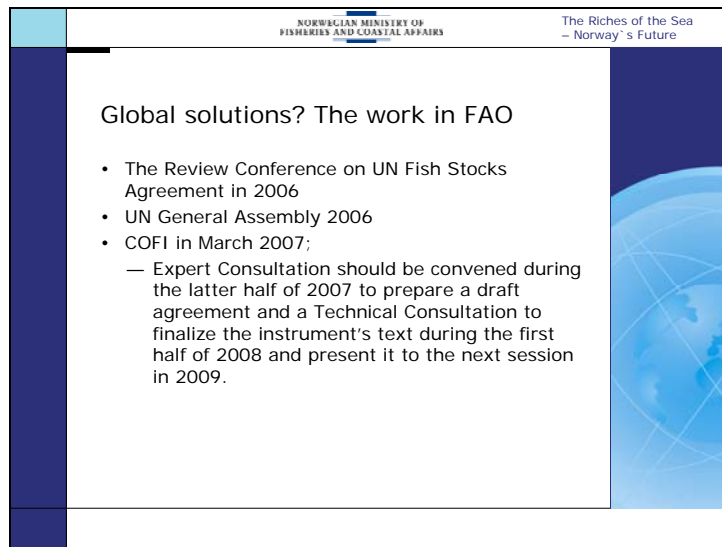 NORWEGIAN MINISTRY OF
FISHERIES AND COASTAL AFFAIRS
The Riches of the Sea
– Norway`s Future
Global solutions? The work in FAO
• The Review Conference on UN Fish Stocks
Agreement in 2006
• UN General Assembly 2006
• COFI in March 2007;
— Expert Consultation should be convened during
the latter half of 2007 to prepare a draft
agreement and a Technical Consultation to
finalize the instrument’s text during the first
half of 2008 and present it to the next session
in 2009.